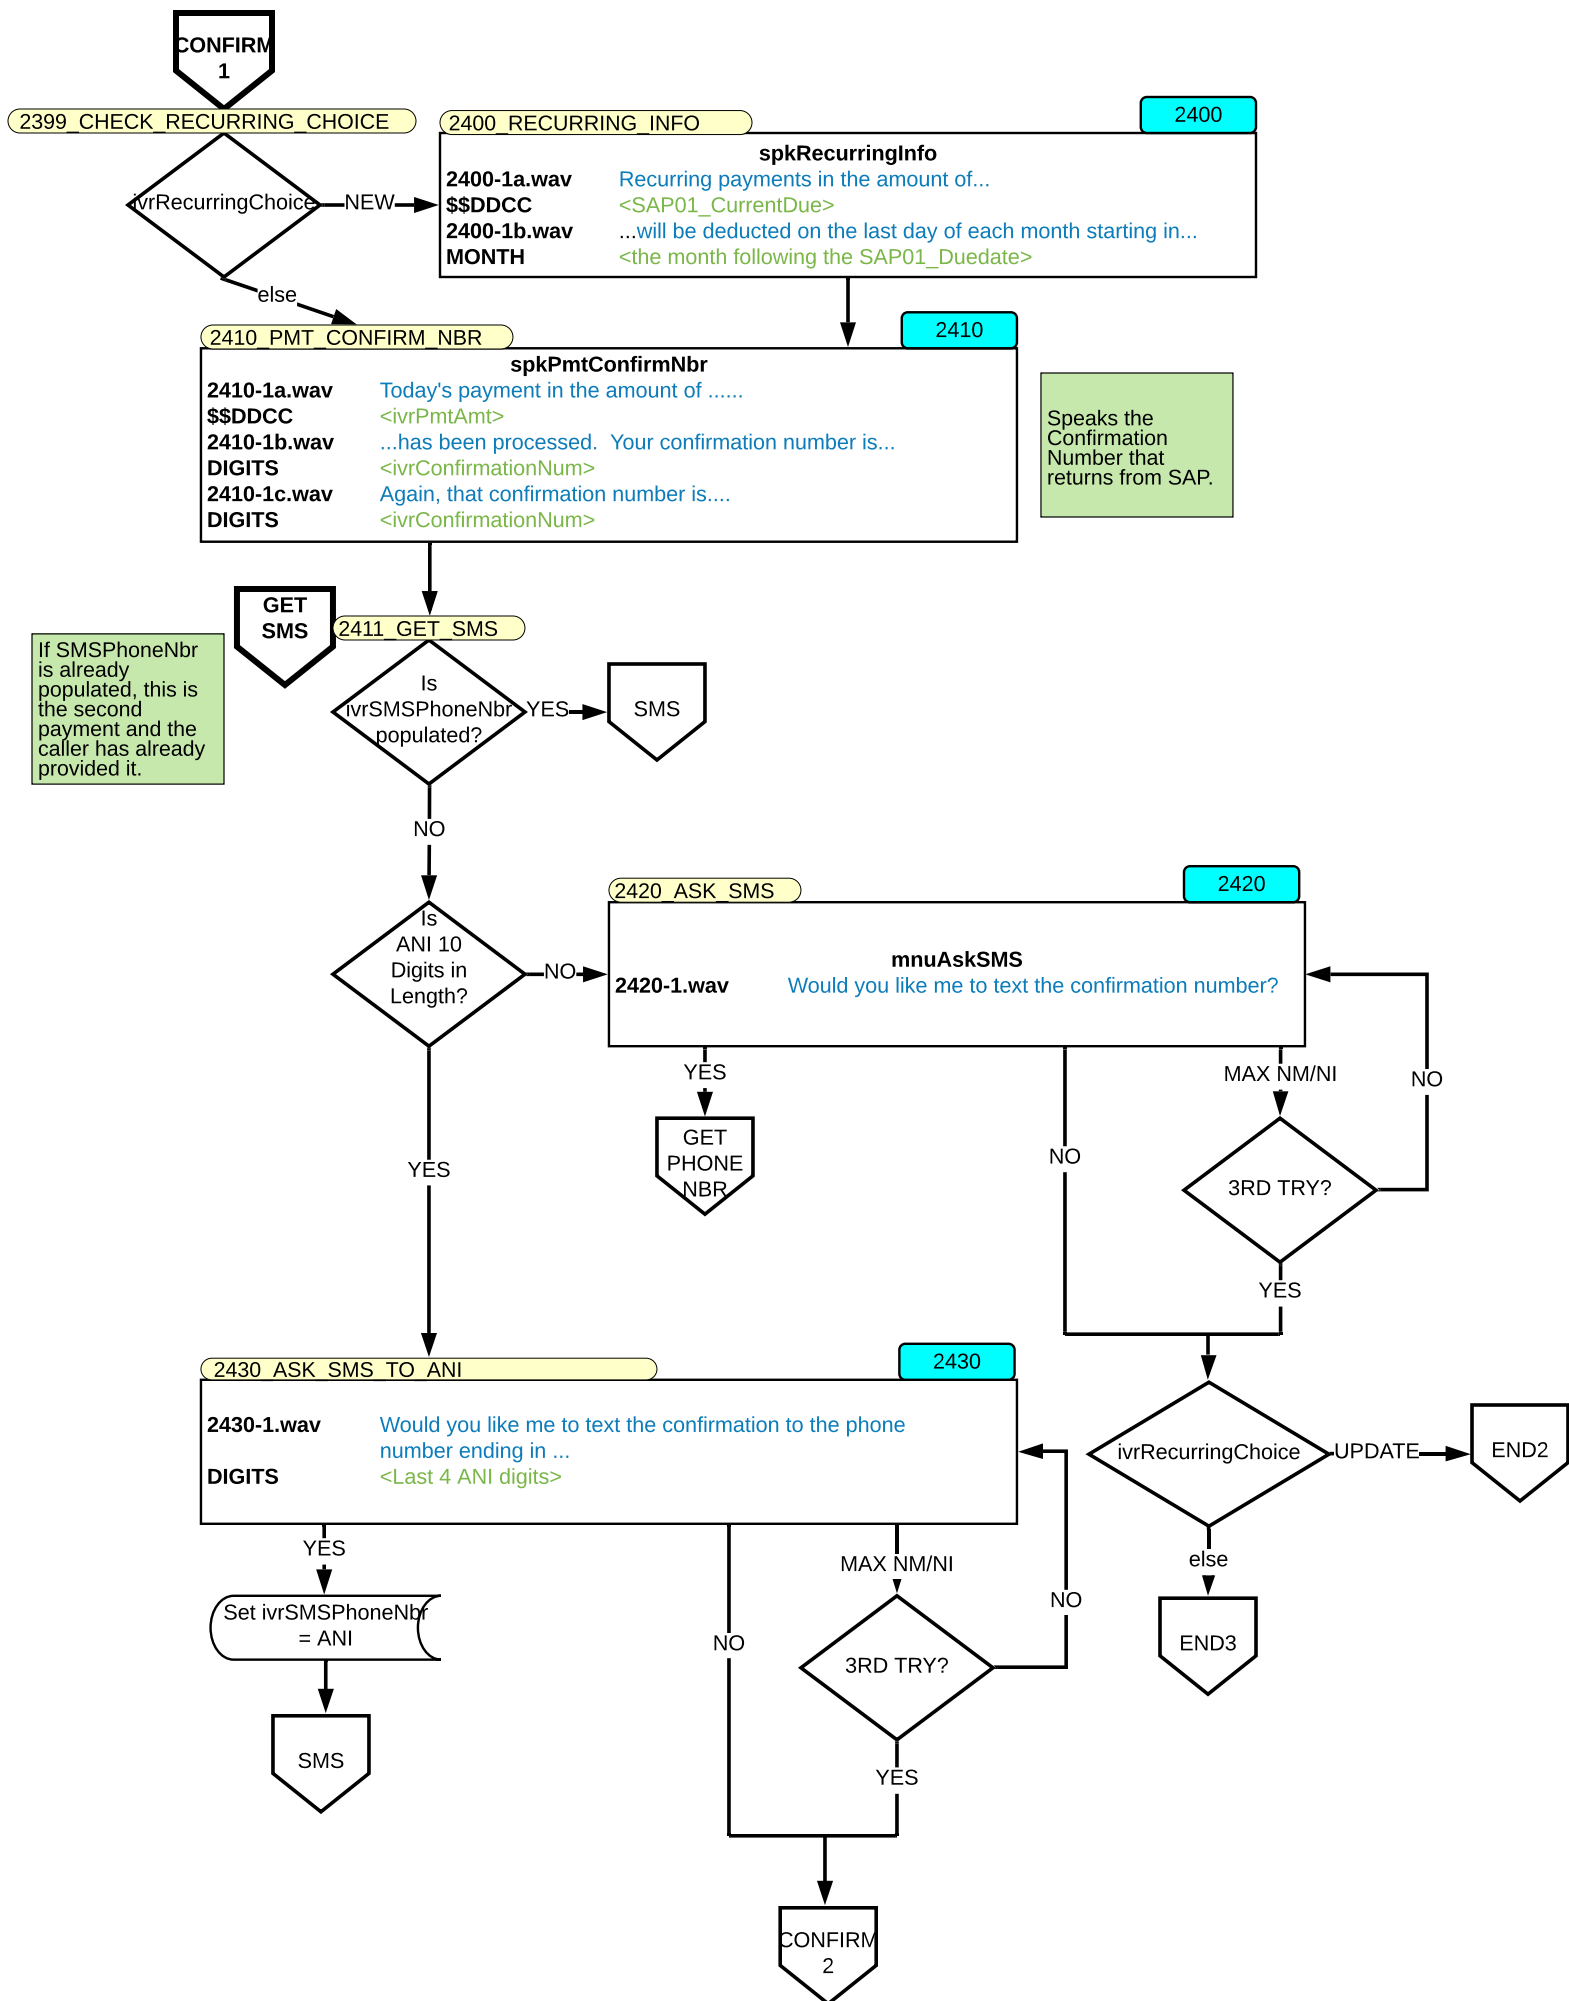 CONFIRM
1
2399_CHECK_RECURRING_CHOICE
ivrRecurringChoice
NEW
else
2400_RECURRING_INFO
2400
spkRecurringInfo
2400-1a.wav Recurring payments in the amount of...
$$DDCC <SAP01_CurrentDue>
2400-1b.wav ...will be deducted on the last day of each month starting in...
MONTH <the month following the SAP01_Duedate>
2410_PMT_CONFIRM_NBR
2410
spkPmtConfirmNbr
2410-1a.wav Today's payment in the amount of ......
$$DDCC <ivrPmtAmt>
2410-1b.wav ...has been processed.  Your confirmation number is...
DIGITS <ivrConfirmationNum>
2410-1c.wav Again, that confirmation number is....
DIGITS <ivrConfirmationNum>
Speaks the
Confirmation
Number that
returns from SAP.
GET
SMS
2411_GET_SMS
If SMSPhoneNbr
is already
populated, this is
the second
payment and the
caller has already
provided it.
Is
ivrSMSPhoneNbr
populated?
YES
SMS
NO
Is
ANI 10
Digits in
Length?
NO
YES
2420_ASK_SMS
2420
mnuAskSMS
2420-1.wav Would you like me to text the confirmation number?
YES
GET
PHONE
NBR
NO
MAX NM/NI
3RD TRY?
NO
YES
2430_ASK_SMS_TO_ANI
2430
2430-1.wav Would you like me to text the confirmation to the phone
number ending in ...
DIGITS <Last 4 ANI digits>
ivrRecurringChoice
UPDATE
END2
else
END3
YES
Set ivrSMSPhoneNbr
= ANI
SMS
NO
MAX NM/NI
3RD TRY?
NO
YES
CONFIRM
2